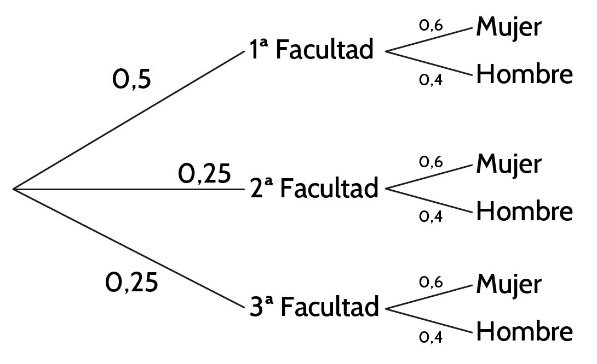 0,5
1ª Facultad
0,6
Mujer
0,4
Hombre
0,25
2ª Facultad
0,6
Mujer
0,4
Hombre
0,25
3ª Facultad
0,6
Mujer
0,4
Hombre